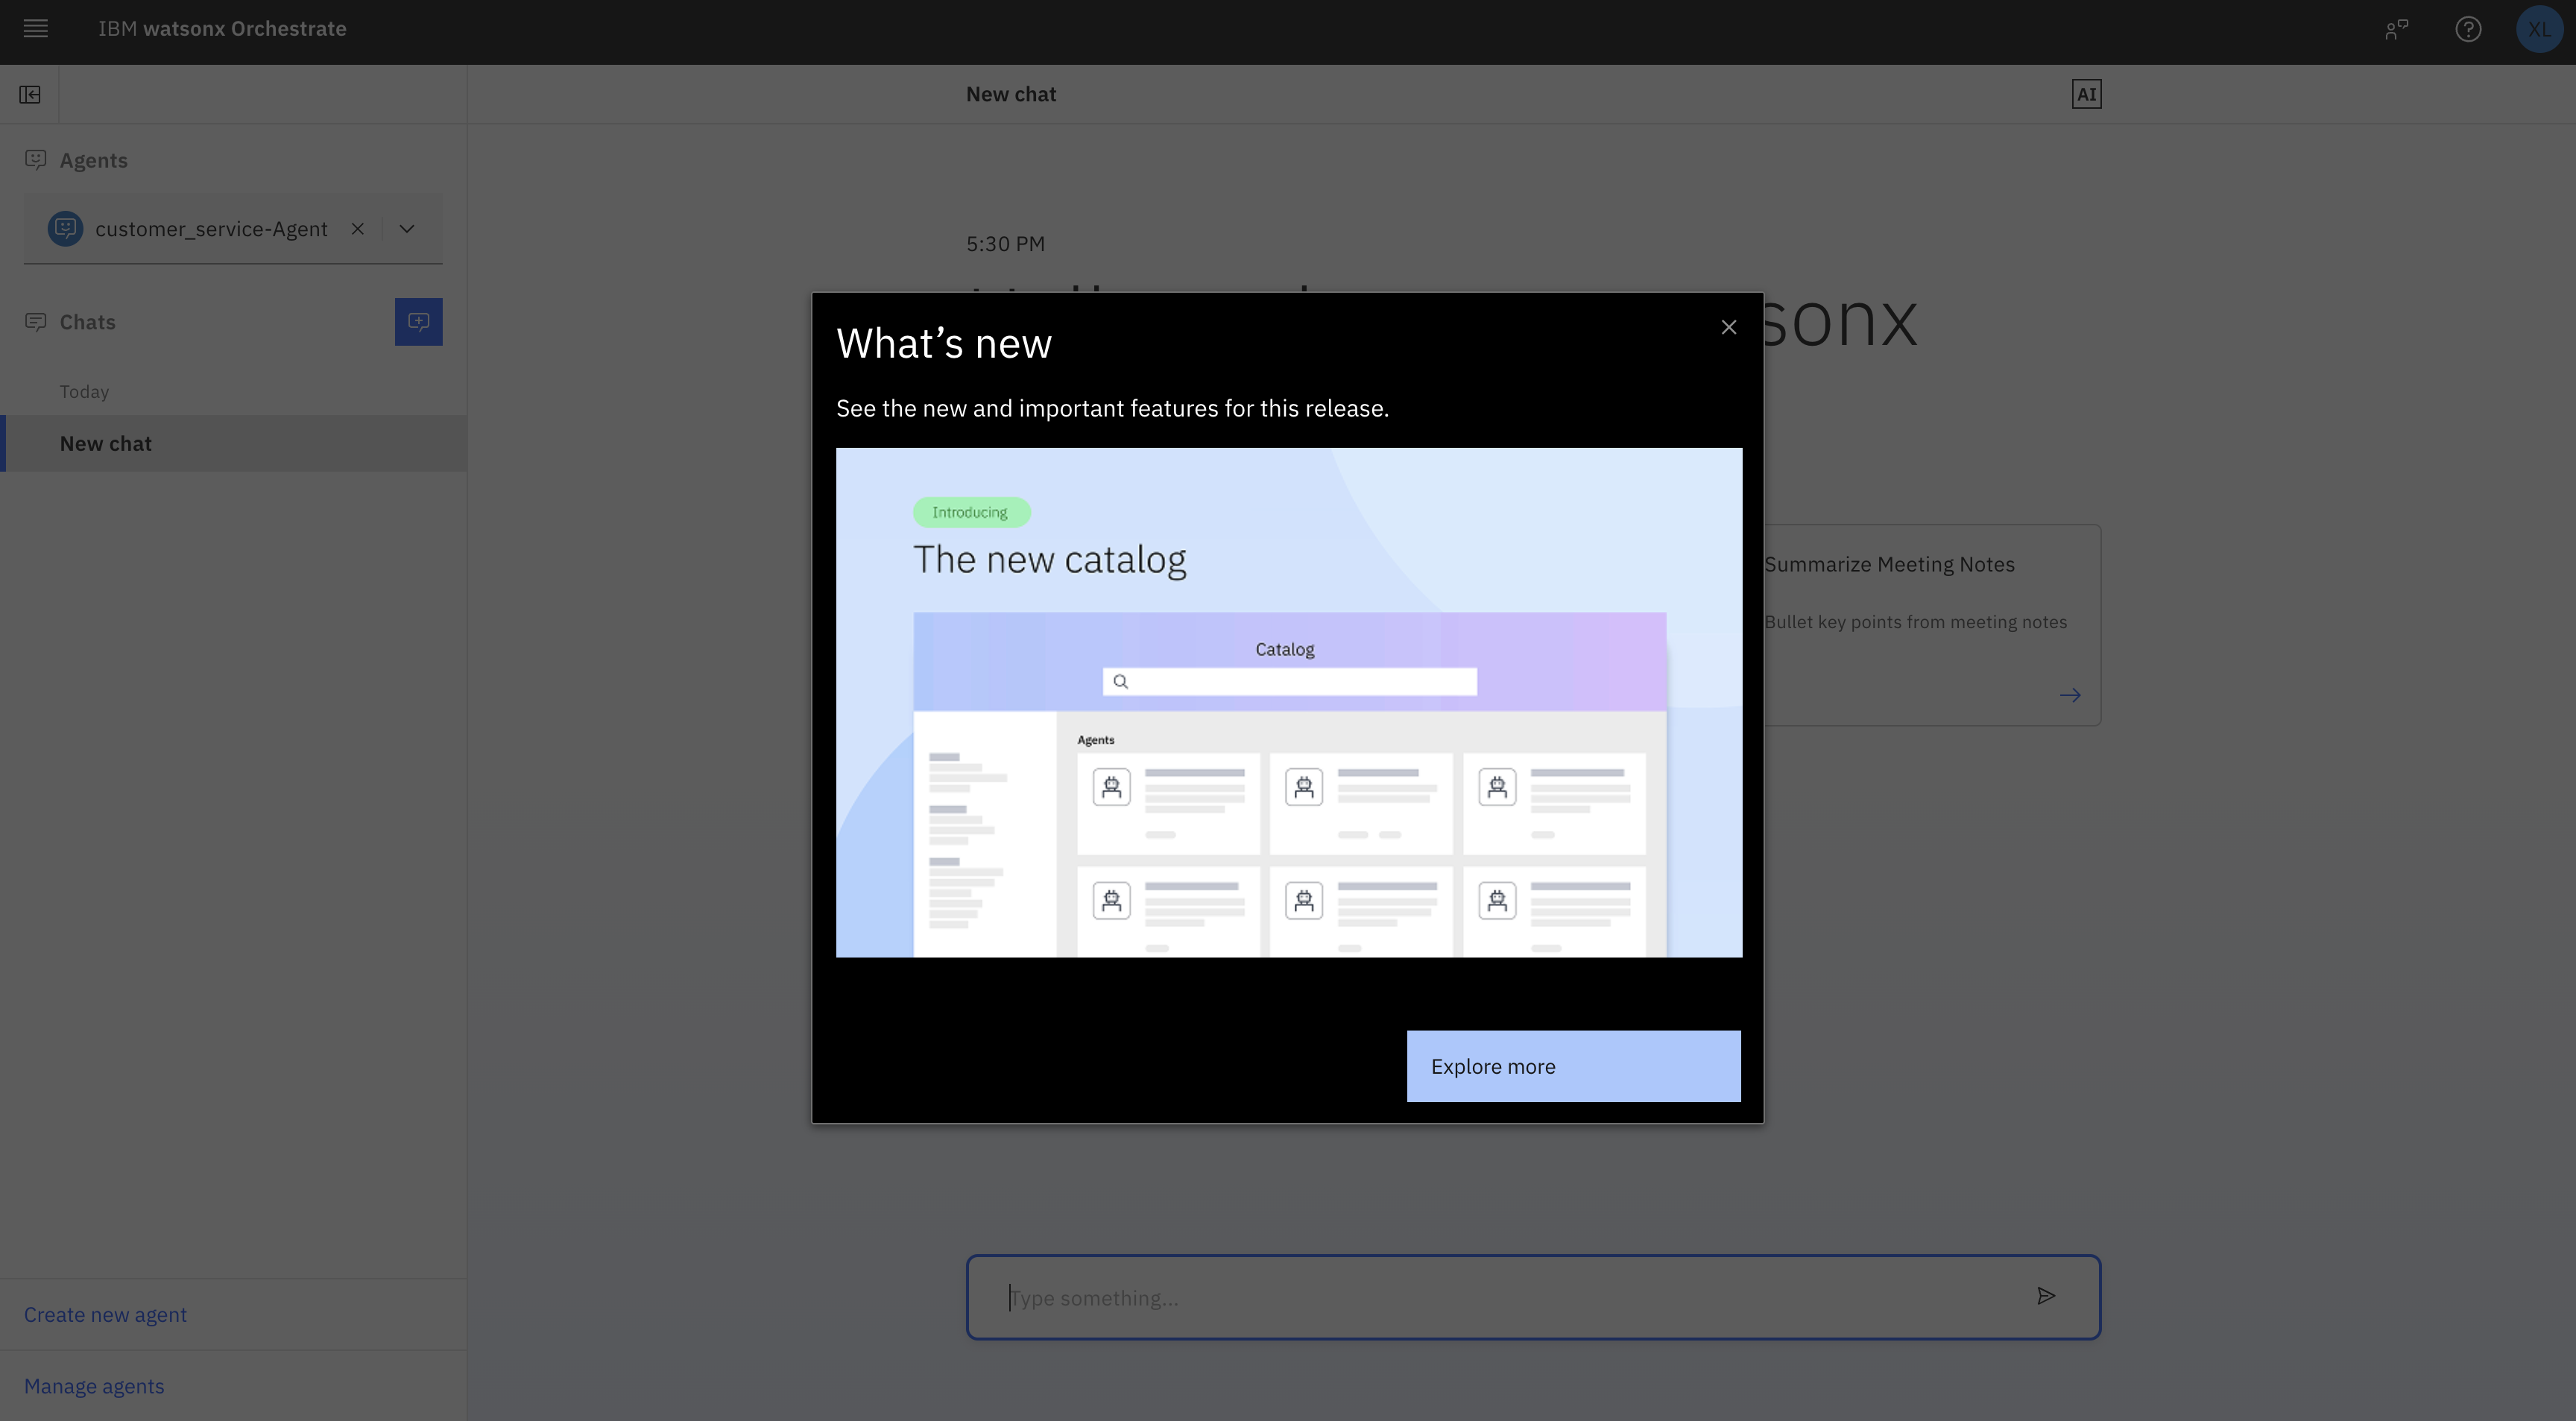 IBM watsonx Orchestrate
XL
New chat
AI
Agents
customer_service-Agent
Chats
Today
New chat
5:30 PM
sonx
What’s new
See the new and important features for this release.
Introducing
The new catalog
Catalog
Agents
Explore more
Summarize Meeting Notes
Bullet key points from meeting notes
Type something...
Create new agent
Manage agents